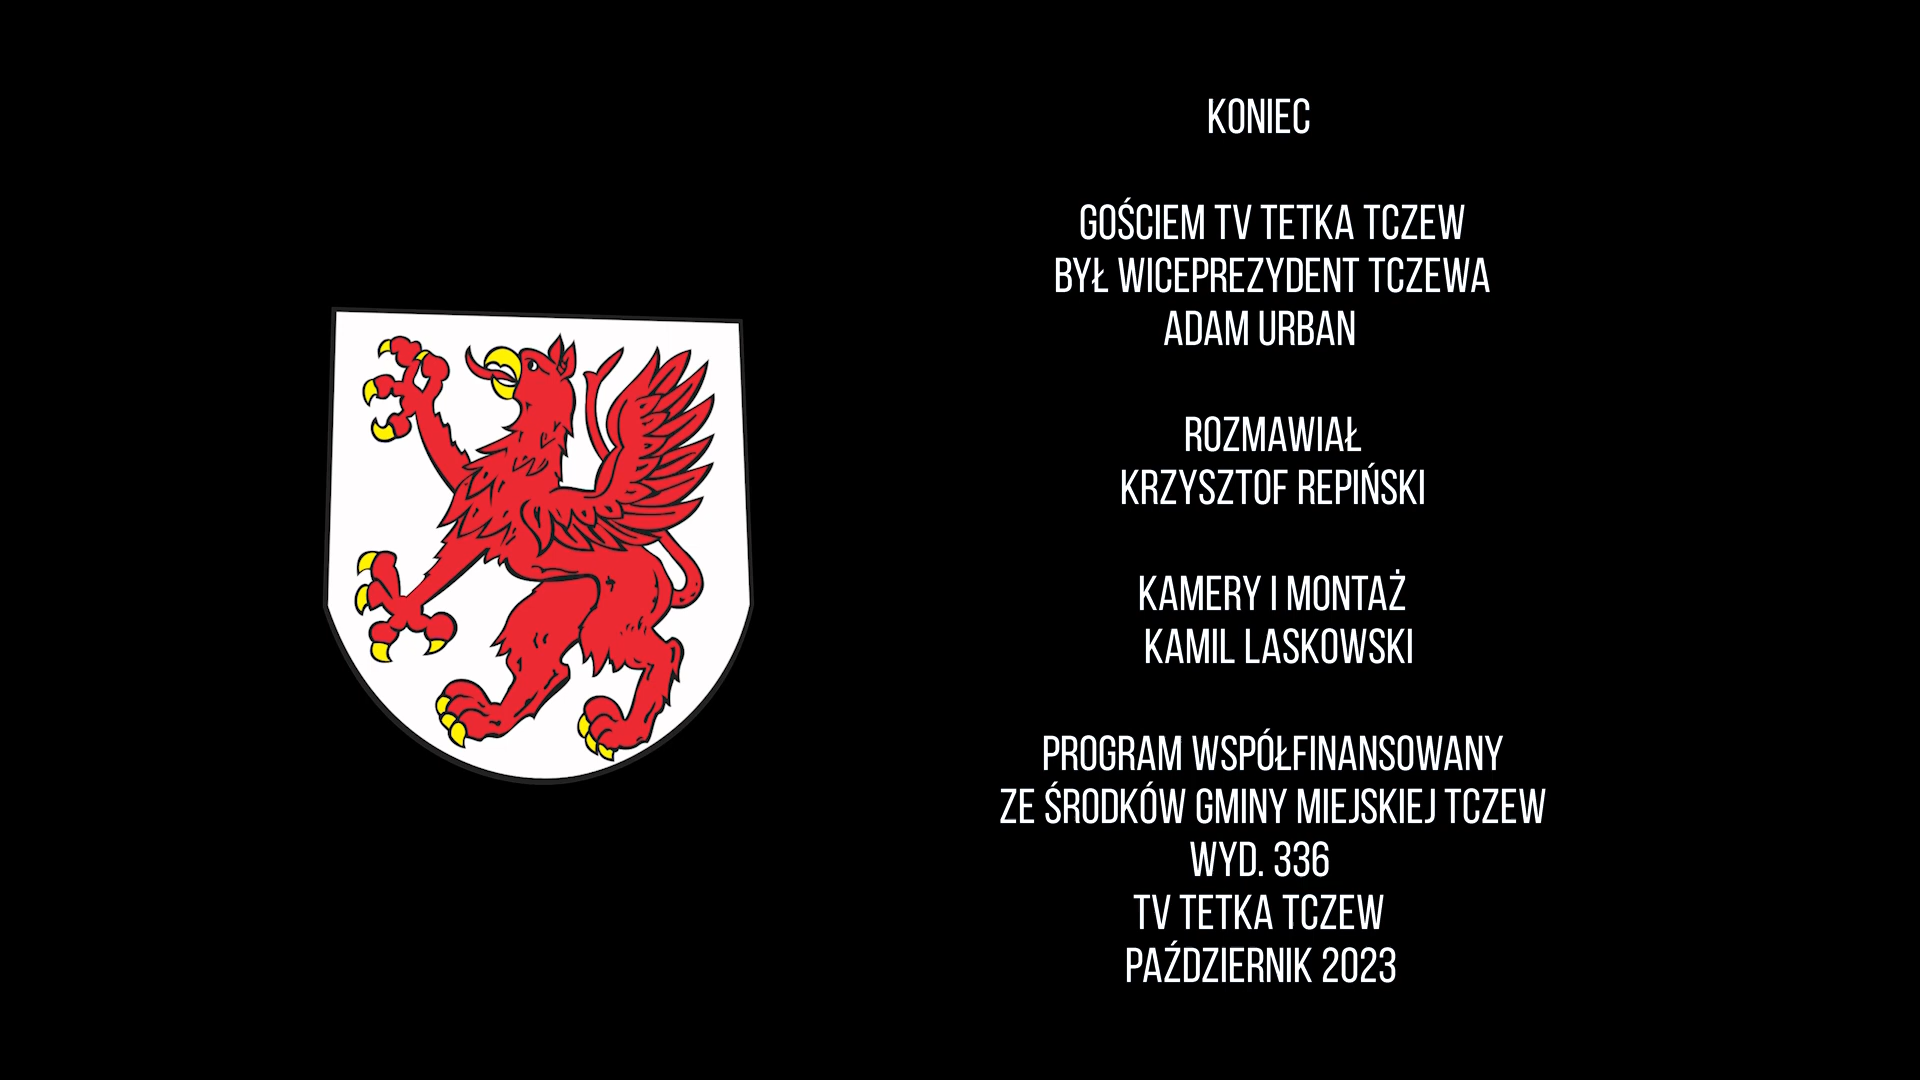 KONIEC
GOŚCIEM TV TETKA TCZEW
BYŁ WICEPREZYDENT TCZEWA
ADAM URBAN
ROZMAWIAŁ
KRZYSZTOF REPIŃSKI
KAMERY I MONTAŻ
KAMIL LASKOWSKI
PROGRAM WSPÓŁFINANSOWANY
ZE ŚRODKÓW GMINY MIEJSKIEJ TCZEW
WYD. 336
TV TETKA TCZEW
PAŹDZIERNIK 2023